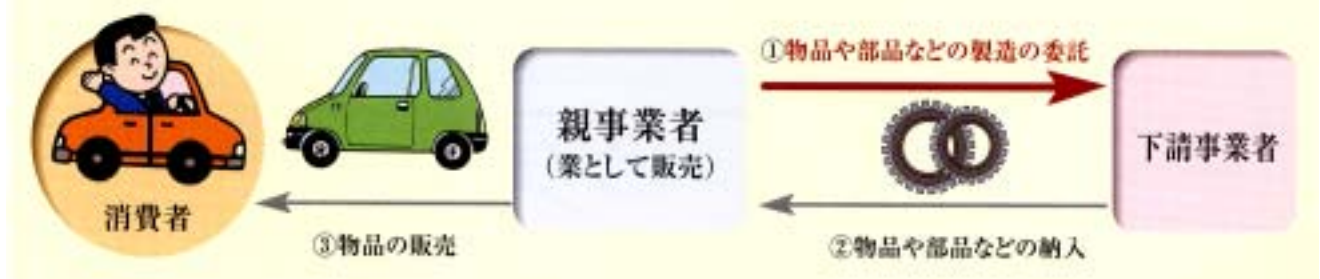 消費者
③物品の販売
親事業者
（業として販売）
①物品や部品などの製造の委託
②物品や部品などの納入
下請事業者